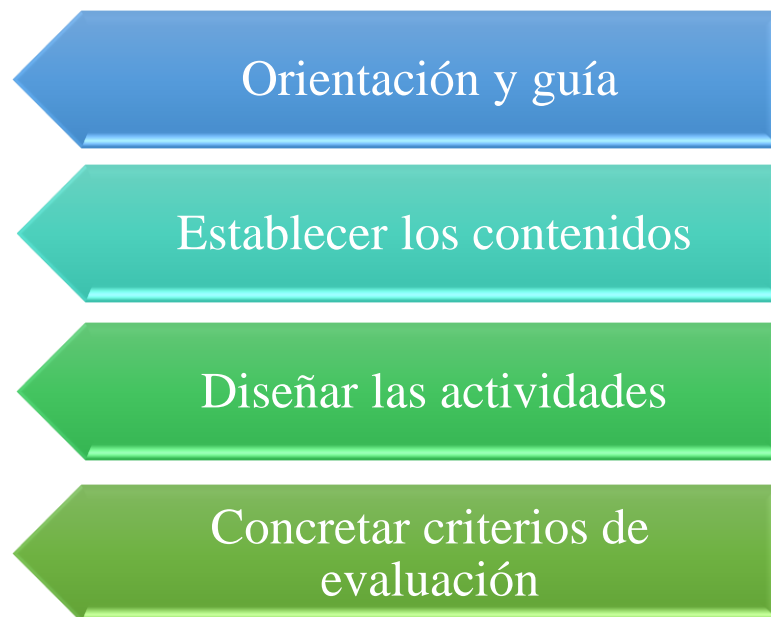 Orientación y guía
Establecer los contenidos
Diseñar las actividades
Concretar criterios de
evaluación